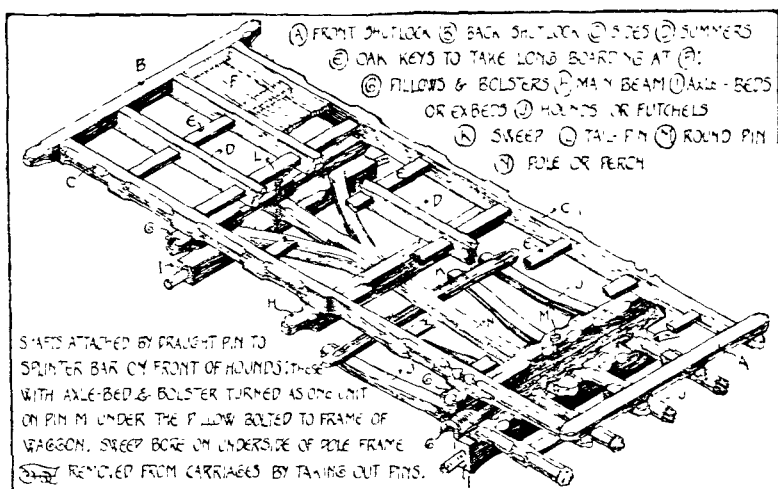 Ⓐ FRONT SHUTLOCK Ⓑ BACK SHUTLOCK Ⓒ SIDES Ⓓ SUMMERS
Ⓔ OAK KEYS TO TAKE LONG BOARDING AT Ⓕ.
Ⓖ PILLOWS & BOLSTERS Ⓗ MAIN BEAM Ⓘ AXLE-BEDS
OR EXBEDS Ⓙ HOUNDS OR FUTCHELS
Ⓚ SWEEP Ⓛ TAIL-PIN Ⓜ ROUND PIN
Ⓝ POLE OR PERCH
B
F
E
D
L
C
E
D
C
G
E
I
K
J
H
N
M
J
G
A
J
G
I
SHAFTS ATTACHED BY DRAUGHT PIN TO
SPLINTER BAR ON FRONT OF HOUNDS: THESE
WITH AXLE-BED & BOLSTER TURNED AS ONE UNIT
ON PIN M UNDER THE PILLOW BOLTED TO FRAME OF
WAGGON. SWEEP BORE ON UNDERSIDE OF POLE FRAME
REMOVED FROM CARRIAGES BY TAKING OUT PINS.